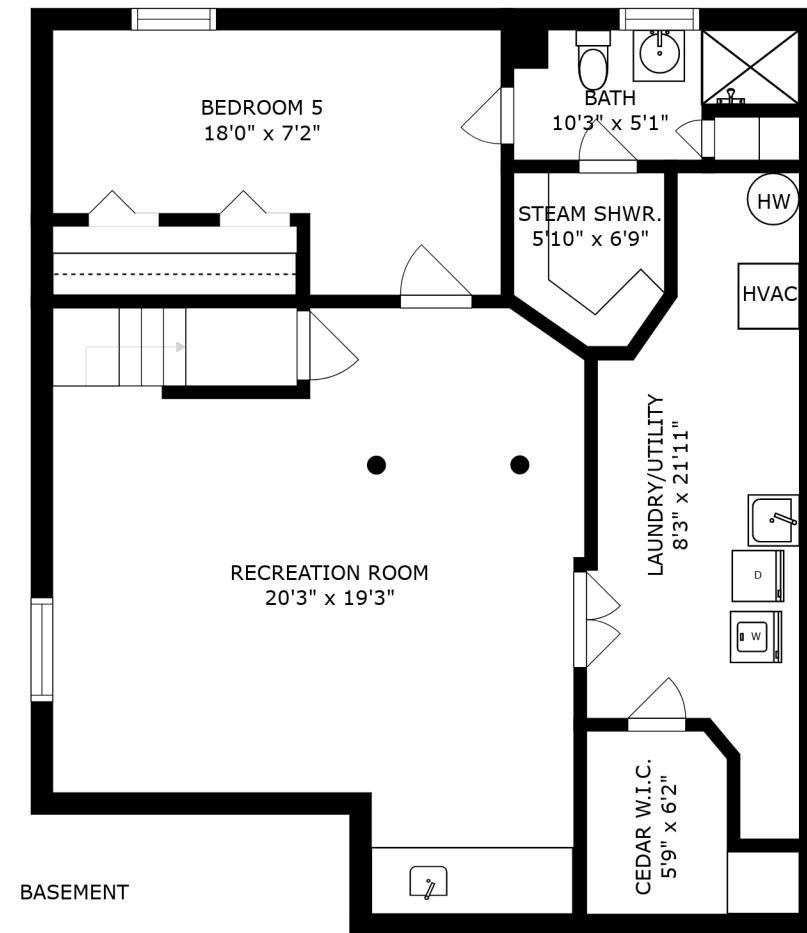 BEDROOM 5
18'0" x 7'2"
BATH
10'3" x 5'1"
HW
STEAM SHWR.
5'10" x 6'9"
HVAC
LAUNDRY/UTILITY
8'3" x 21'11"
RECREATION ROOM
20'3" x 19'3"
D
W
CEDAR W.I.C.
5'9" x 6'2"
BASEMENT